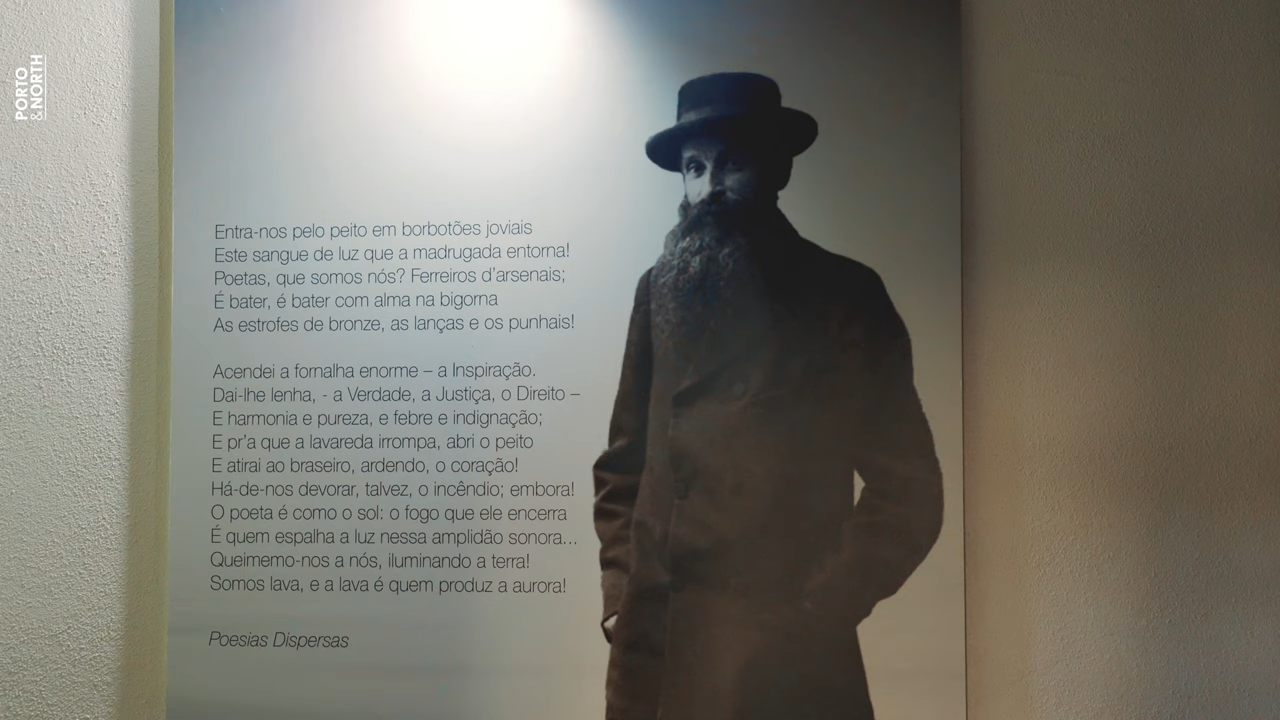 PORTO
& NORTH
Entra-nos pelo peito em borbotões joviais
Este sangue de luz que a madrugada entorna!
Poetas, que somos nós? Ferreiros d'arsenais;
É bater, é bater com alma na bigorna
As estrofes de bronze, as lanças e os punhais!
Acendei a fornalha enorme – a Inspiração.
Dai-lhe lenha, - a Verdade, a Justiça, o Direito –
E harmonia e pureza, e febre e indignação;
E pr'a que a lavareda irrompa, abri o peito
E atirai ao braseiro, ardendo, o coração!
Há-de-nos devorar, talvez, o incêndio; embora!
O poeta é como o sol: o fogo que ele encerra
É quem espalha a luz nessa amplidão sonora...
Queimemo-nos a nós, iluminando a terra!
Somos lava, e a lava é quem produz a aurora!
Poesias Dispersas